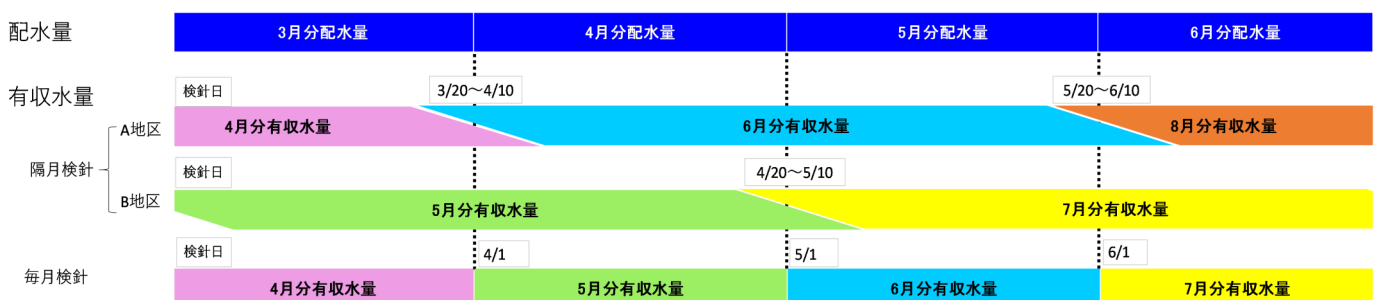 配水量
3月分配水量
4月分配水量
5月分配水量
6月分配水量
有収水量
検針日
3/20～4/10
5/20～6/10
A地区
4月分有収水量
6月分有収水量
8月分有収水量
隔月検針
検針日
4/20～5/10
B地区
5月分有収水量
7月分有収水量
検針日
4/1
5/1
6/1
毎月検針
4月分有収水量
5月分有収水量
6月分有収水量
7月分有収水量